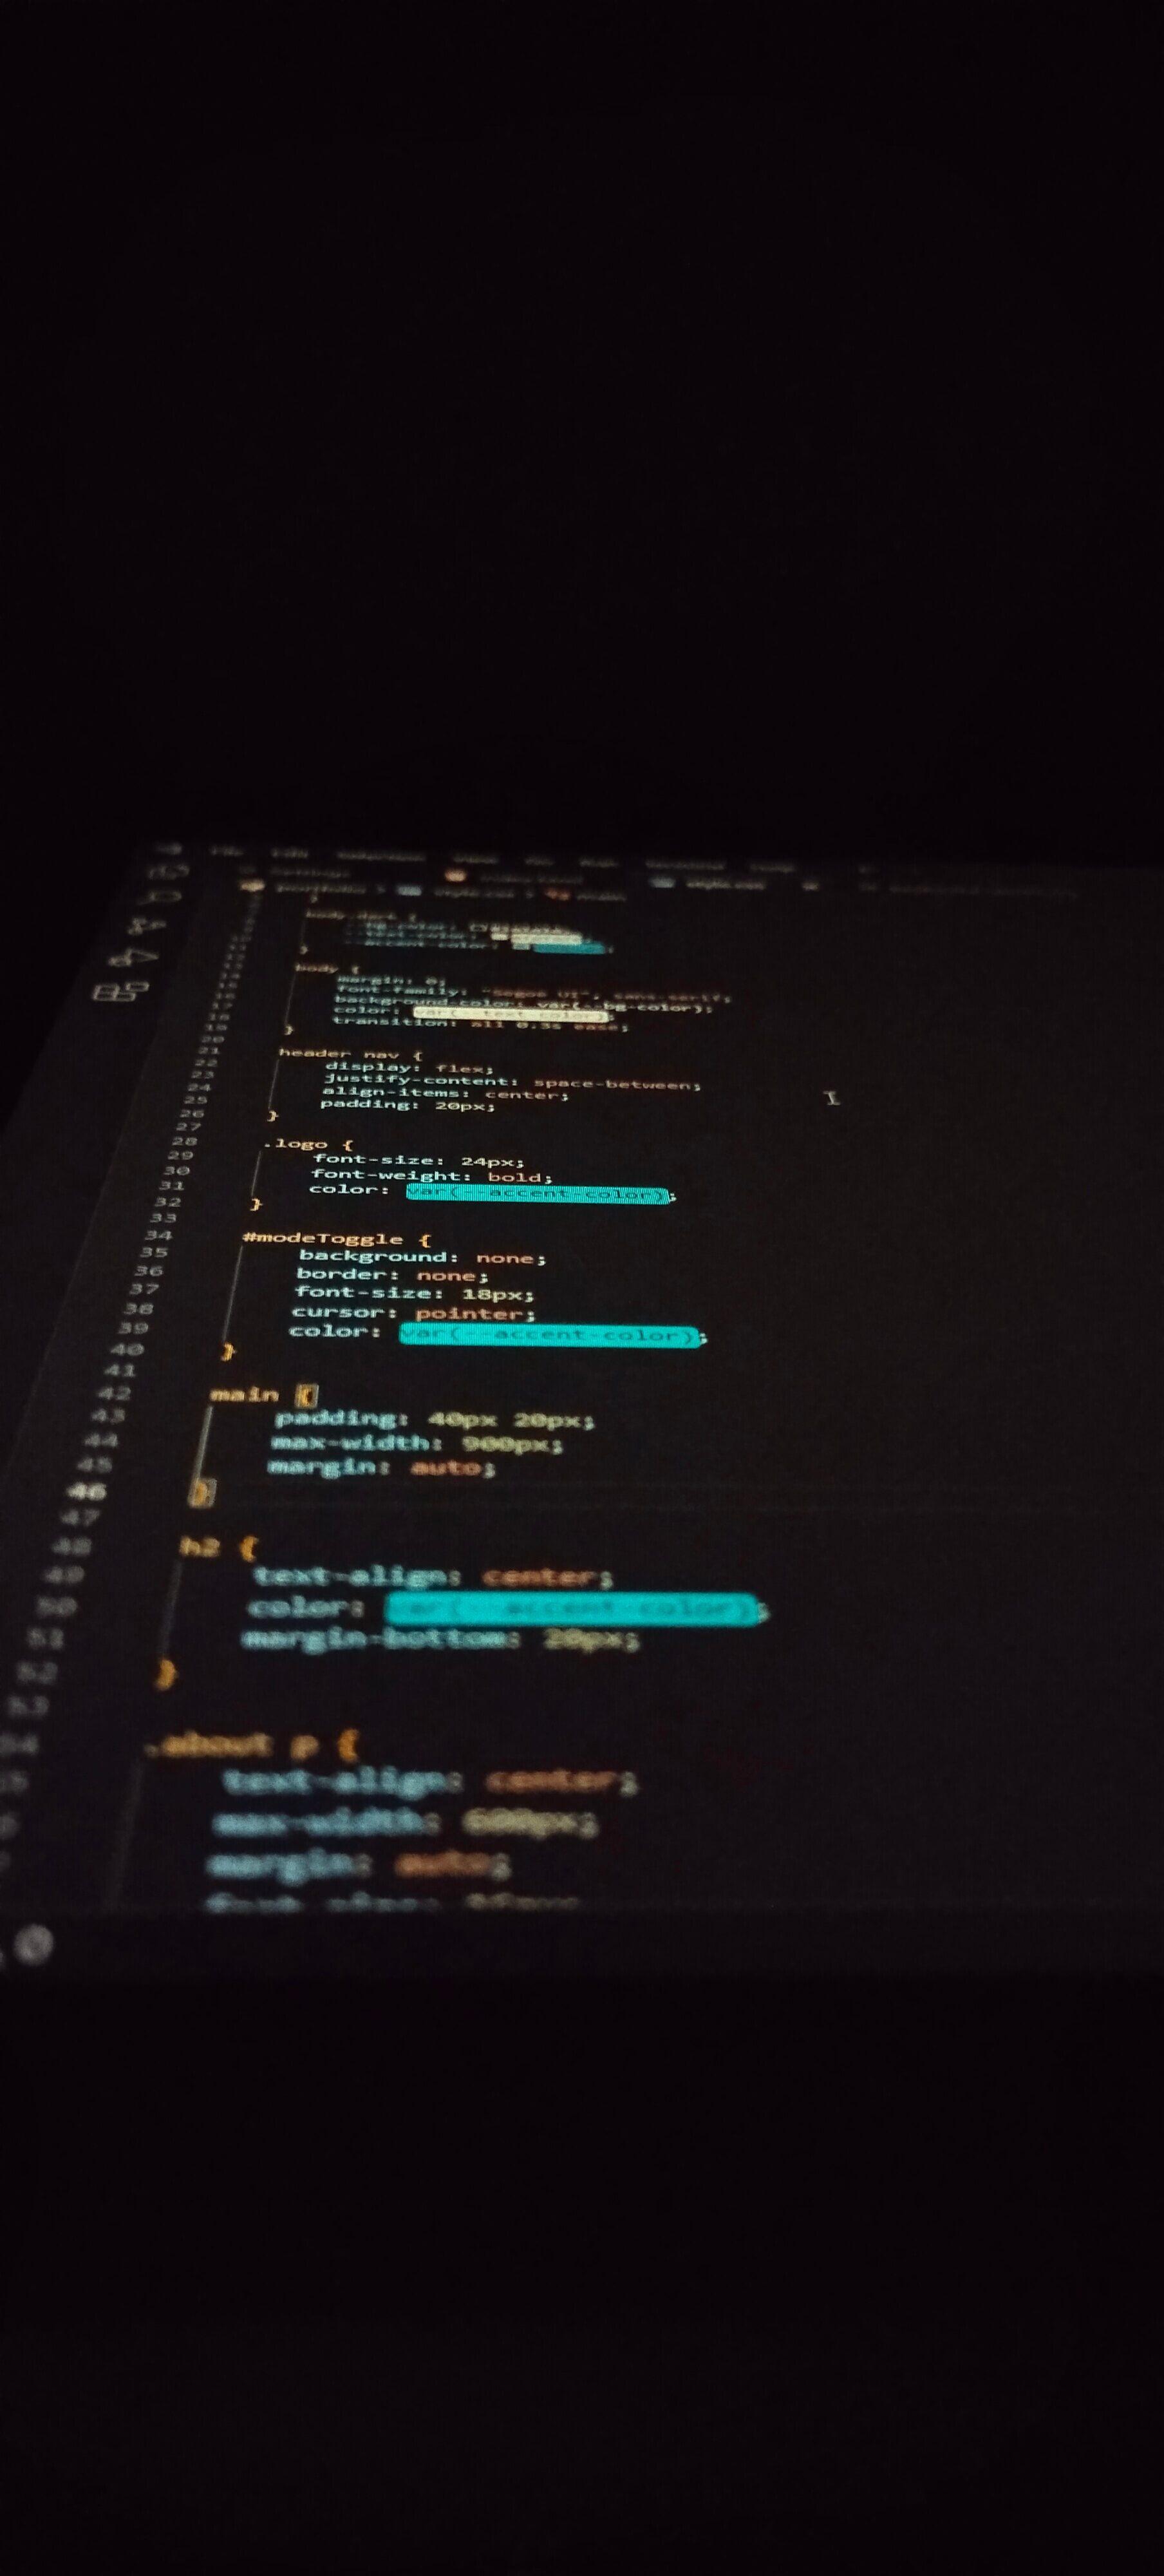 body.dark {
--bg-color:
--text-color:
--accent-color:
}
body {
margin: 0;
font-family: "Segoe UI", sans-serif;
background-color: var(--bg-color);
color: var(--text-color);
18 transition: all 0.3s ease;
19 }
20
21 header nav {
22 display: flex;
23 justify-content: space-between;
24 align-items: center;
25 padding: 20px;
26 }
27
28 .logo {
29 font-size: 24px;
30 font-weight: bold;
31 color: var(--accent-color);
32 }
33
34 #modeToggle {
35 background: none;
36 border: none;
37 font-size: 18px;
38 cursor: pointer;
39 color: var(--accent-color);
40 }
41
42 main {
43 padding: 40px 20px;
44 max-width: 900px;
45 margin: auto;
46 }
47
48 h2 {
49 text-align: center;
50 color: var(--accent-color);
51 margin-bottom: 20px;
52 }
53
54 .about p {
text-align: center;
max-width: 600px;
margin: auto;